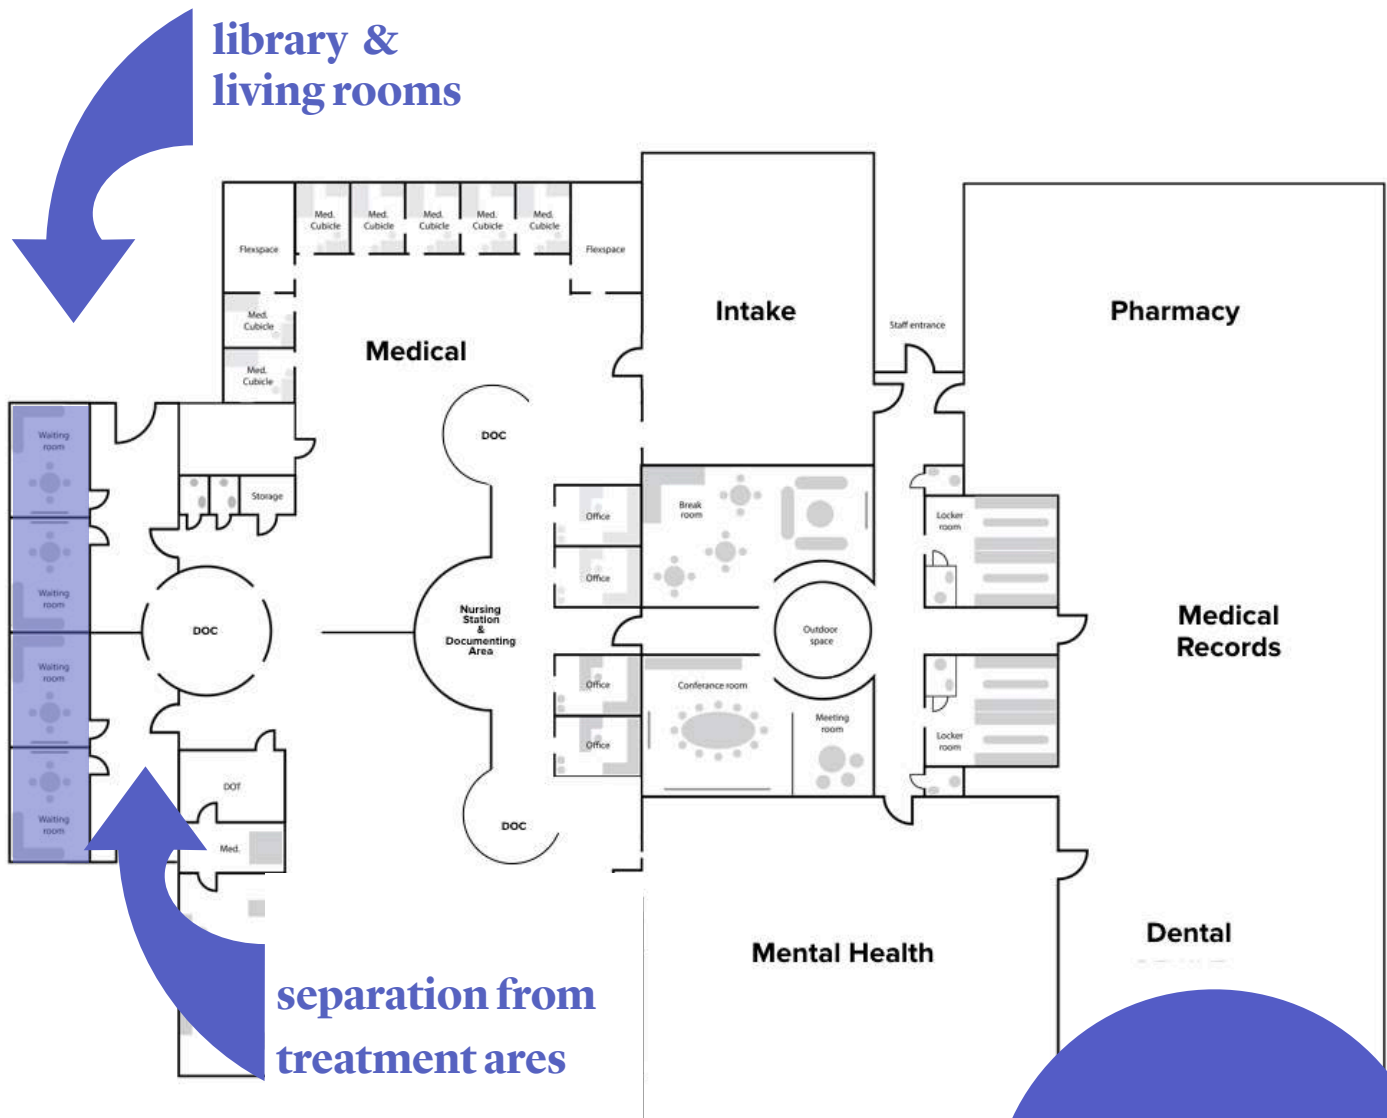 library &
living rooms
Med.
Cubicle
Med.
Cubicle
Med.
Cubicle
Med.
Cubicle
Med.
Cubicle
Flexspace
Flexspace
Med.
Cubicle
Med.
Cubicle
Medical
Intake
Staff entrance
Pharmacy
Waiting
room
DOC
Storage
Office
Break
room
Locker
room
Waiting
room
Office
DOC
Nursing
Station
&
Documenting
Area
Outdoor
space
Medical
Records
Waiting
room
Office
Conferance room
Meeting
room
Locker
room
Office
DOT
Waiting
room
Med.
DOC
Mental Health
Dental
separation from
treatment ares